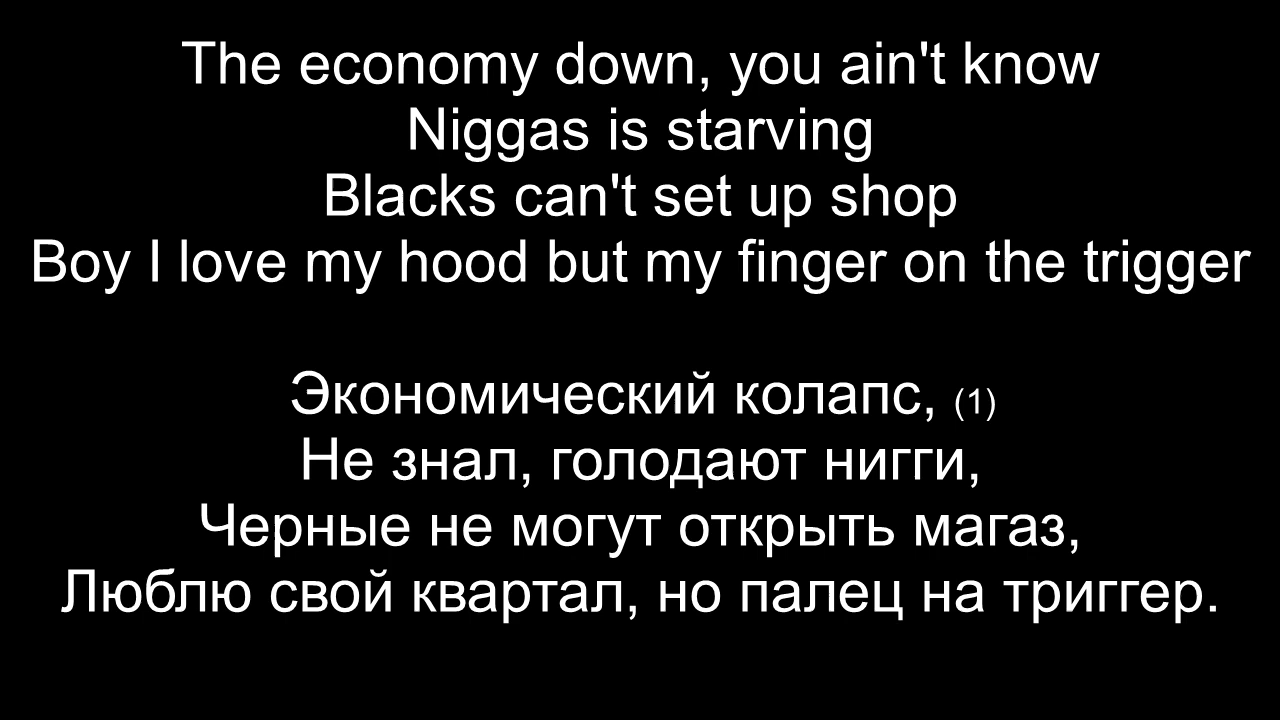 The economy down, you ain't know
Niggas is starving
Blacks can't set up shop
Boy I love my hood but my finger on the trigger
Экономический колапс, (1)
Не знал, голодают нигги,
Черные не могут открыть магаз,
Люблю свой квартал, но палец на триггер.